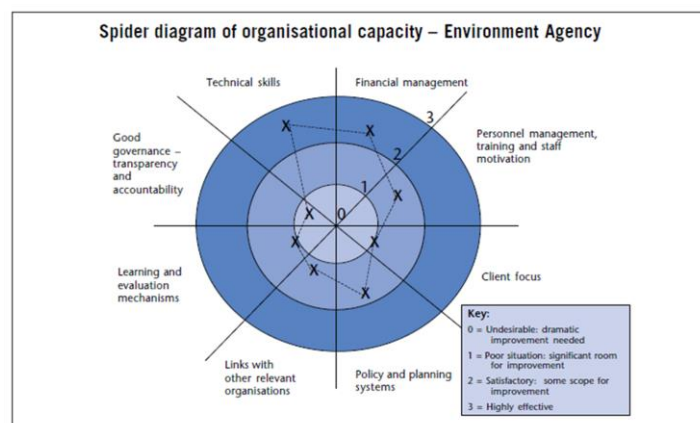 Spider diagram of organisational capacity – Environment Agency
Technical skills
Financial management
3
Good
governance –
transparency
and
accountability
Personnel management,
training and staff
motivation
2
1
0
X
X
X
X
X
X
X
X
Learning and
evaluation
mechanisms
Client focus
Links with
other relevant
organisations
Policy and planning
systems
Key:
0 = Undesirable: dramatic
improvement needed
1 = Poor situation: significant room
for improvement
2 = Satisfactory: some scope for
improvement
3 = Highly effective